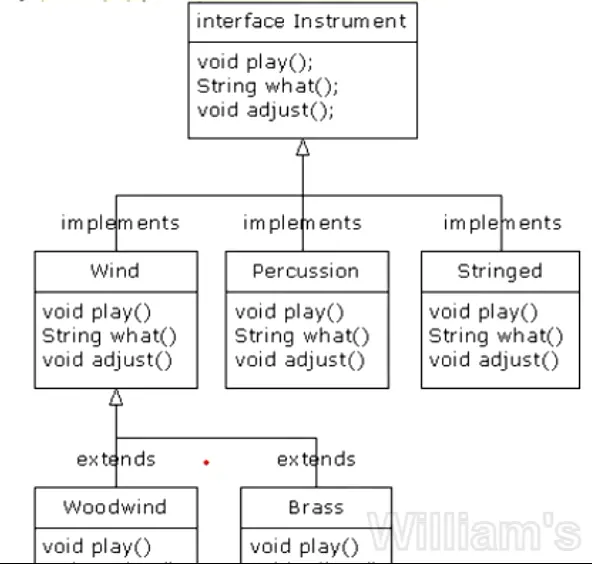 interface Instrument
void play();
String what();
void adjust();
implements
implements
implements
Wind
void play()
String what()
void adjust()
Percussion
void play()
String what()
void adjust()
Stringed
void play()
String what()
void adjust()
extends
extends
Woodwind
void play()
Brass
void play()
William's